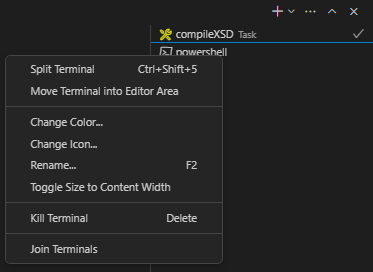 compileXSD Task
powershell
Split Terminal Ctrl+Shift+5
Move Terminal into Editor Area
Change Color...
Change Icon...
Rename... F2
Toggle Size to Content Width
Kill Terminal Delete
Join Terminals